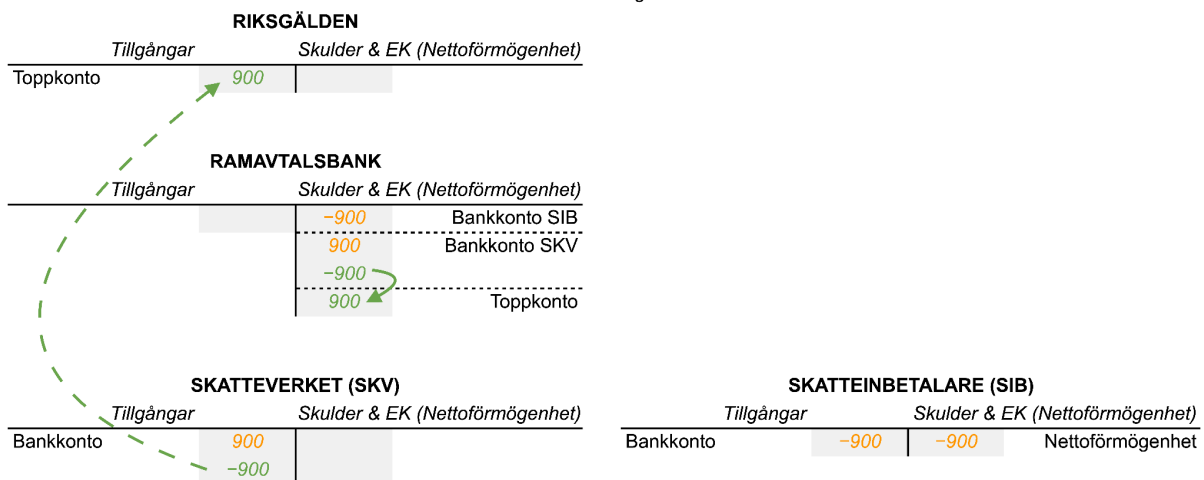 RIKSGÄLDEN
Tillgångar Skulder & EK (Nettoförmögenhet)
Toppkonto 900
RAMAVTALSBANK
Tillgångar Skulder & EK (Nettoförmögenhet)
−900 Bankkonto SIB
900 Bankkonto SKV
−900
900 Toppkonto
SKATTEVERKET (SKV)
Tillgångar Skulder & EK (Nettoförmögenhet)
Bankkonto 900
−900
SKATTEINBETALARE (SIB)
Tillgångar Skulder & EK (Nettoförmögenhet)
Bankkonto −900 −900 Nettoförmögenhet